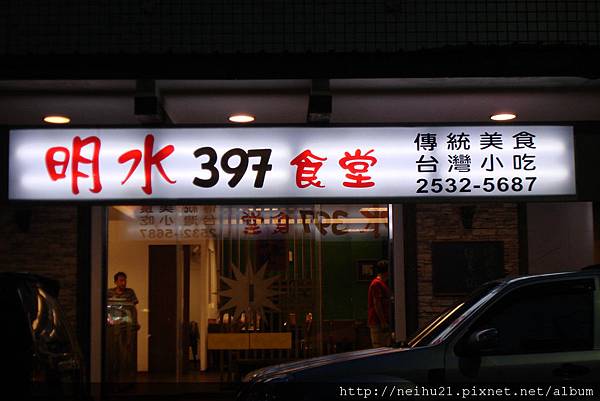 明水 397 食堂
傳統美食
台灣小吃
2532-5687
http://neihu21.pixnet.net/album